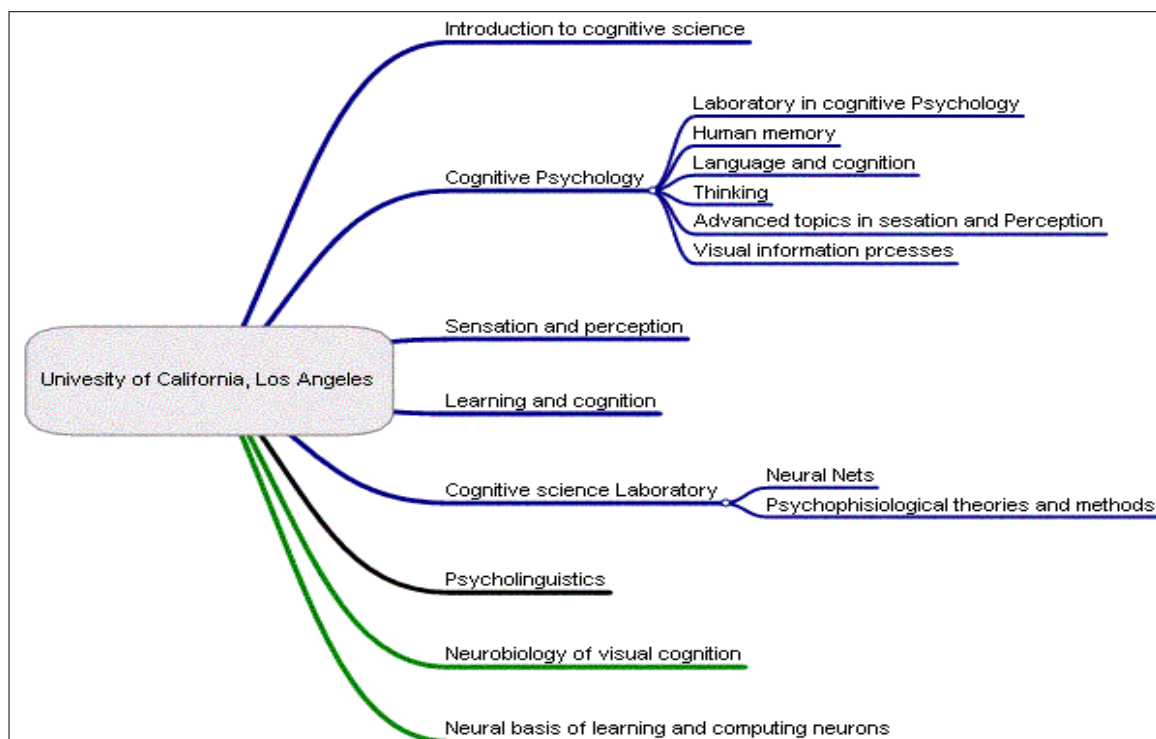 Introduction to cognitive science
Laboratory in cognitive Psychology
Human memory
Cognitive Psychology
Language and cognition
Thinking
Advanced topics in sesation and Perception
Visual information prcesses
Sensation and perception
Univesity of California, Los Angeles
Learning and cognition
Cognitive science Laboratory
Neural Nets
Psychophisiological theories and methods
Psycholinguistics
Neurobiology of visual cognition
Neural basis of learning and computing neurons